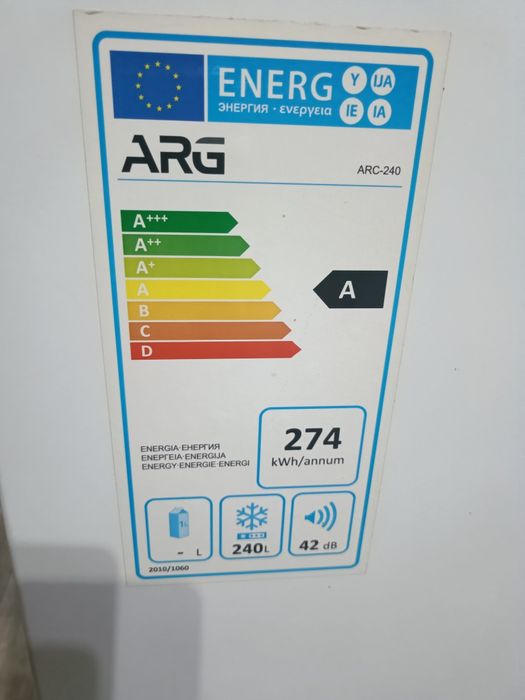 ENERG
Y IJA
ЭНЕРГИЯ · ενεργεια
IE IA
ARG
ARC-240
A+++
A++
A+
A
A
B
C
D
274
kWh/annum
ENERGIA·ЕНЕРГИЯ
ΕΝΕΡΓΕΙΑ·ENERGIJA
ENERGY·ENERGIE·ENERGI
1L
- L
240L
42 dB
2010/1060